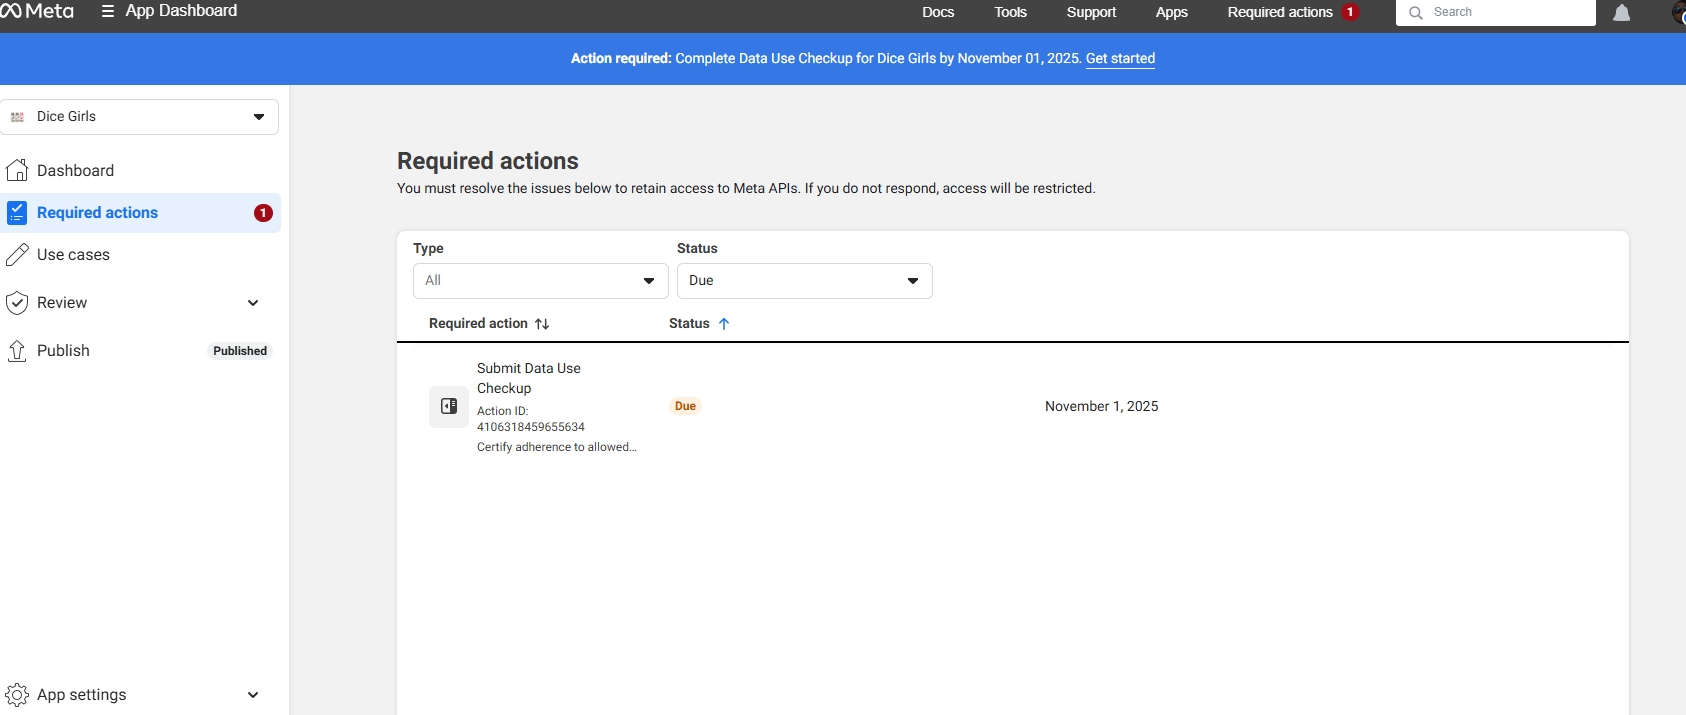 Meta
App Dashboard
Docs
Tools
Support
Apps
Required actions 1
Search
Action required: Complete Data Use Checkup for Dice Girls by November 01, 2025. Get started
Dice Girls
Dashboard
Required actions 1
Use cases
Review
Publish Published
App settings
Required actions
You must resolve the issues below to retain access to Meta APIs. If you do not respond, access will be restricted.
Type Status
All Due
Required action Status
Submit Data Use
Checkup
Action ID:
4106318459655634
Certify adherence to allowed...
Due
November 1, 2025